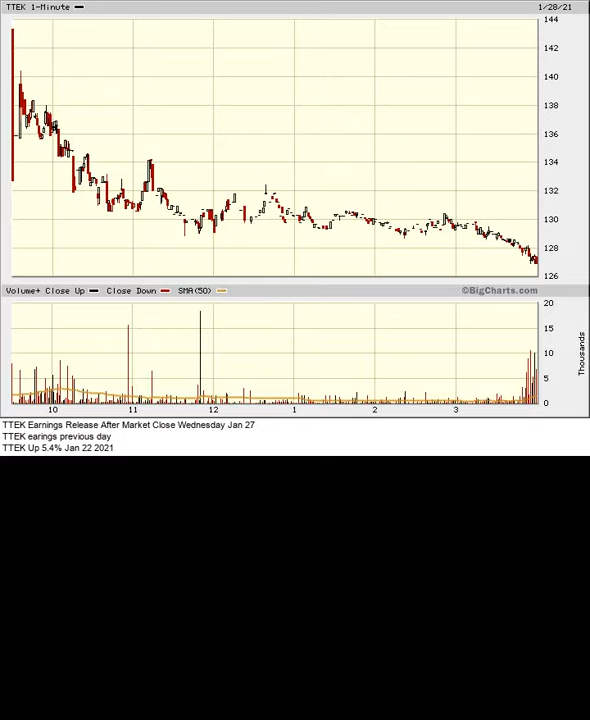 TTEK 1-Minute 1/28/21
144
142
140
138
136
134
132
130
128
126
Volume+ Close Up Close Down SMA(50) ©BigCharts.com
20
15
10
5
0
Thousands
10 11 12 1 2 3
TTEK Earnings Release After Market Close Wednesday Jan 27
TTEK earings previous day
TTEK Up 5.4% Jan 22 2021